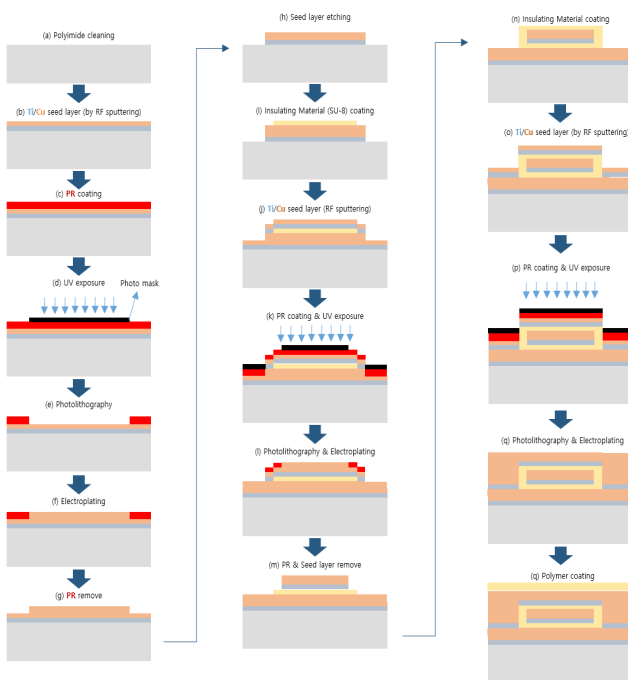 (a) Polyimide cleaning
(b) Ti/Cu seed layer (by RF sputtering)
(c) PR coating
(d) UV exposure
Photo mask
(e) Photolithography
(f) Electroplating
(g) PR remove
(h) Seed layer etching
(i) Insulating Material (SU-8) coating
(j) Ti/Cu seed layer (RF sputtering)
(k) PR coating & UV exposure
(l) Photolithography & Electroplating
(m) PR & Seed layer remove
(n) Insulating Material coating
(o) Ti/Cu seed layer (by RF sputtering)
(p) PR coating & UV exposure
(q) Photolithography & Electroplating
(q) Polymer coating